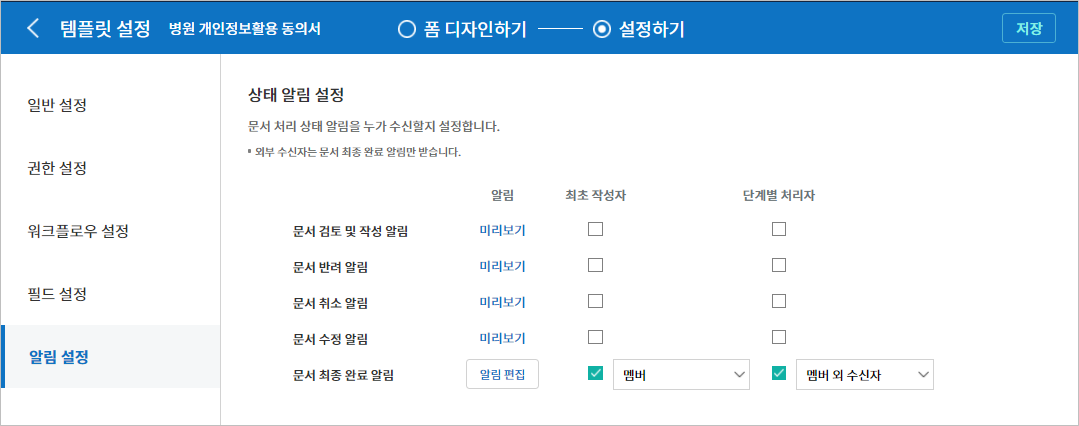 템플릿 설정 병원 개인정보활용 동의서 폼 디자인하기 설정하기 저장
일반 설정
권한 설정
워크플로우 설정
필드 설정
알림 설정
상태 알림 설정
문서 처리 상태 알림을 누가 수신할지 설정합니다.
외부 수신자는 문서 최종 완료 알림만 받습니다.
알림 최초 작성자 단계별 처리자
문서 검토 및 작성 알림 미리보기
문서 반려 알림 미리보기
문서 취소 알림 미리보기
문서 수정 알림 미리보기
문서 최종 완료 알림 알림 편집 멤버 멤버 외 수신자